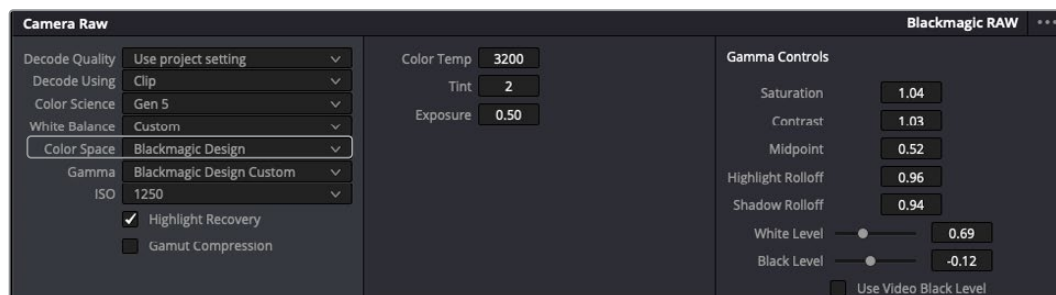 Camera Raw
Blackmagic RAW
Decode Quality Use project setting
Decode Using Clip
Color Science Gen 5
White Balance Custom
Color Space Blackmagic Design
Gamma Blackmagic Design Custom
ISO 1250
Highlight Recovery
Gamut Compression
Color Temp 3200
Tint 2
Exposure 0.50
Gamma Controls
Saturation 1.04
Contrast 1.03
Midpoint 0.52
Highlight Rolloff 0.96
Shadow Rolloff 0.94
White Level 0.69
Black Level -0.12
Use Video Black Level